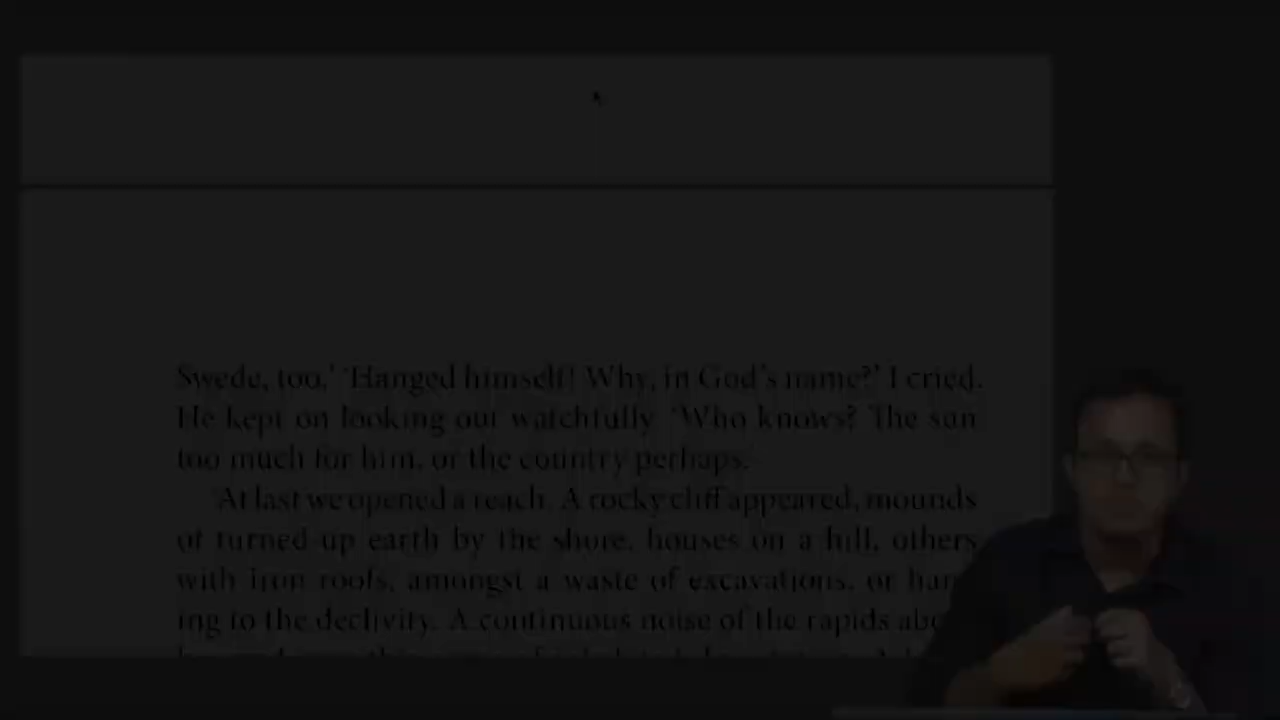 Swede, too.' 'Hanged himself! Why, in God's name?' I cried.
He kept on looking out watchfully. 'Who knows? The sun
too much for him, or the country perhaps.'
'At last we opened a reach. A rocky cliff appeared, mounds
of turned-up earth by the shore, houses on a hill, others
with iron roofs, amongst a waste of excavations, or han
ing to the declivity. A continuous noise of the rapids abo